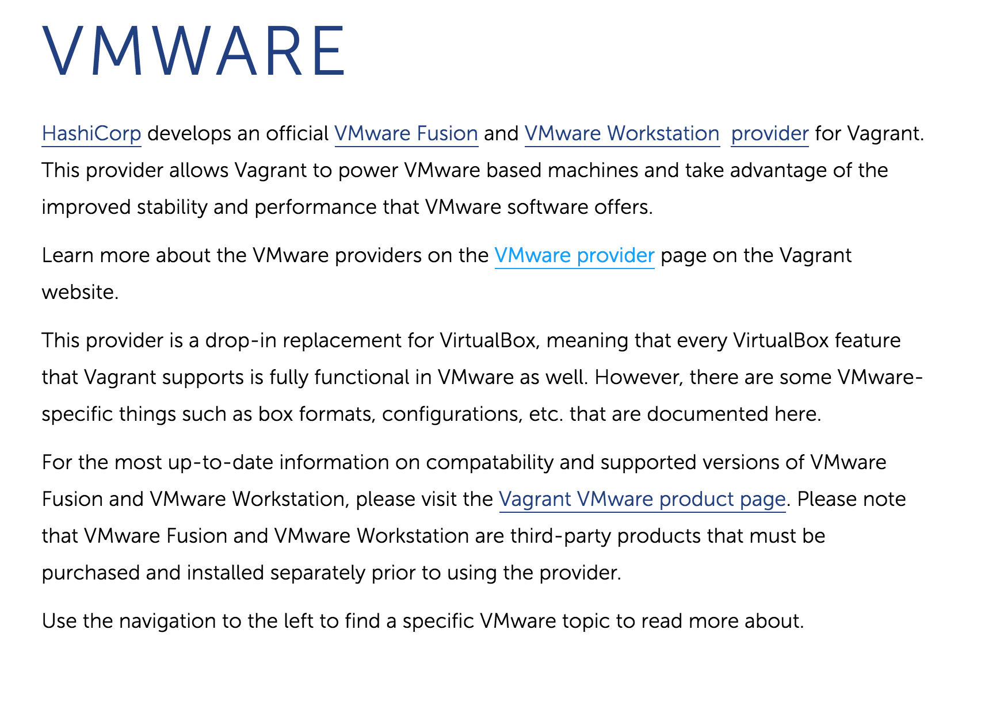 VMWARE
HashiCorp develops an official VMware Fusion and VMware Workstation provider for Vagrant.
This provider allows Vagrant to power VMware based machines and take advantage of the
improved stability and performance that VMware software offers.
Learn more about the VMware providers on the VMware provider page on the Vagrant
website.
This provider is a drop-in replacement for VirtualBox, meaning that every VirtualBox feature
that Vagrant supports is fully functional in VMware as well. However, there are some VMware-
specific things such as box formats, configurations, etc. that are documented here.
For the most up-to-date information on compatability and supported versions of VMware
Fusion and VMware Workstation, please visit the Vagrant VMware product page. Please note
that VMware Fusion and VMware Workstation are third-party products that must be
purchased and installed separately prior to using the provider.
Use the navigation to the left to find a specific VMware topic to read more about.